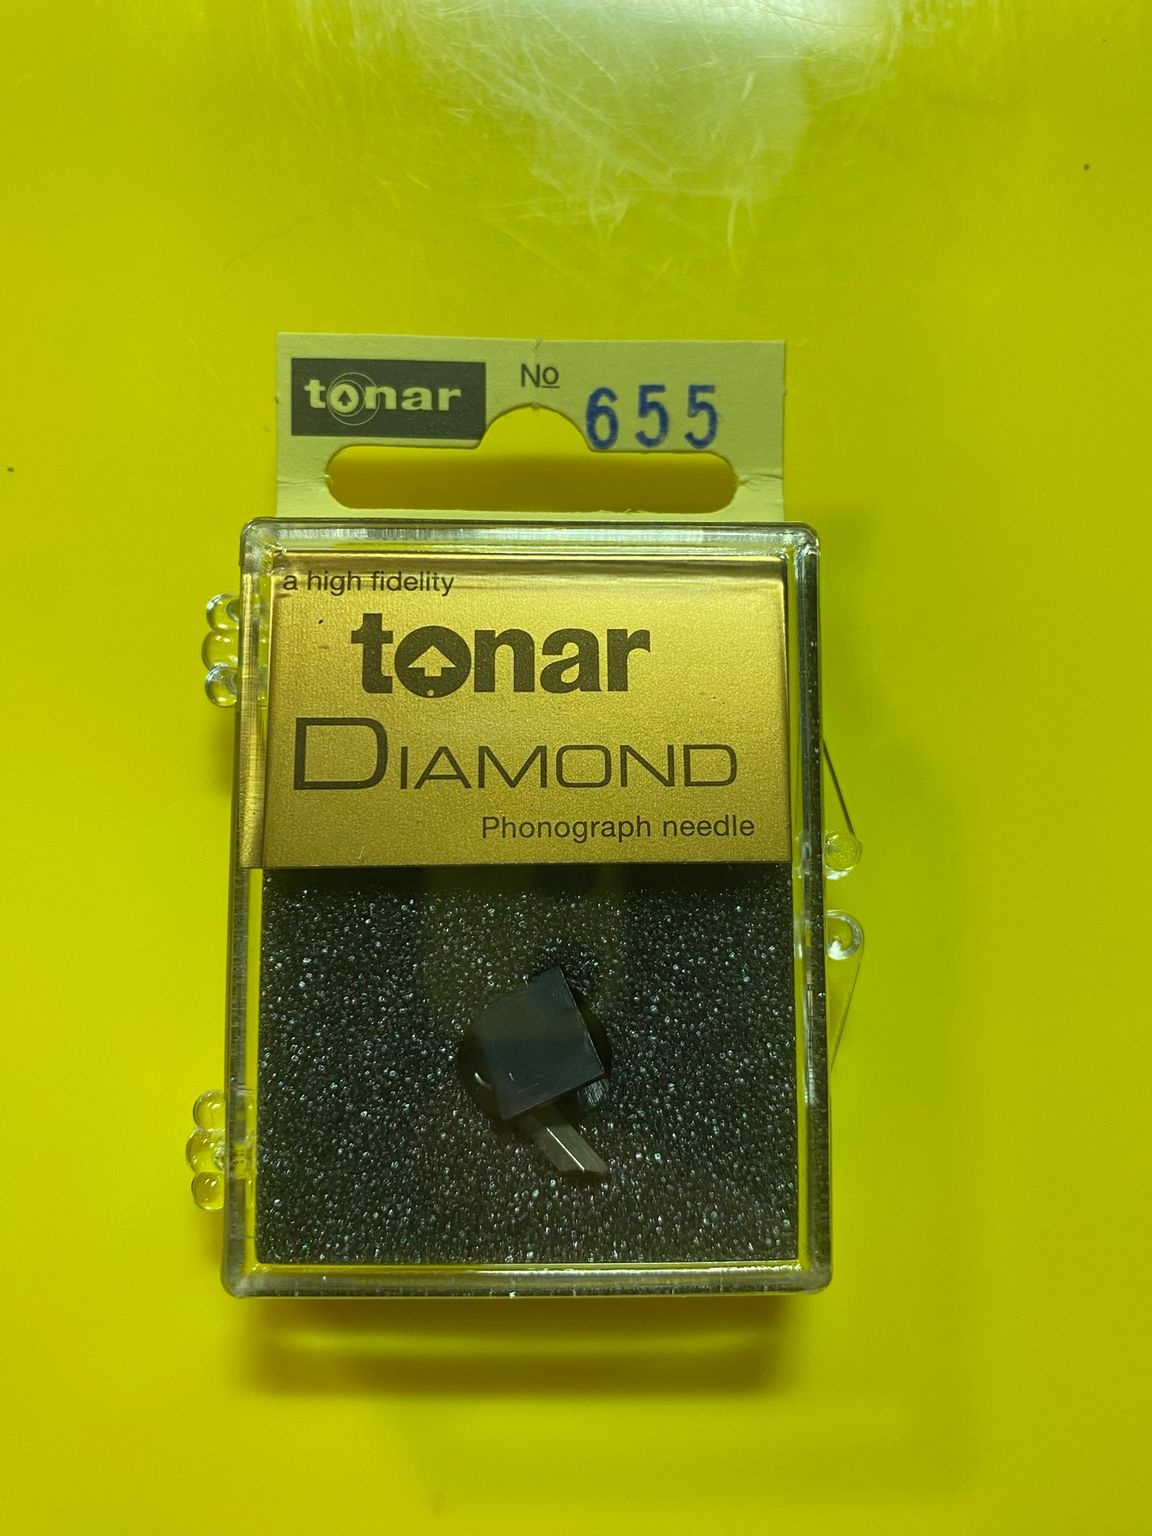 tonar No 655
a high fidelity
tonar
DIAMOND
Phonograph needle